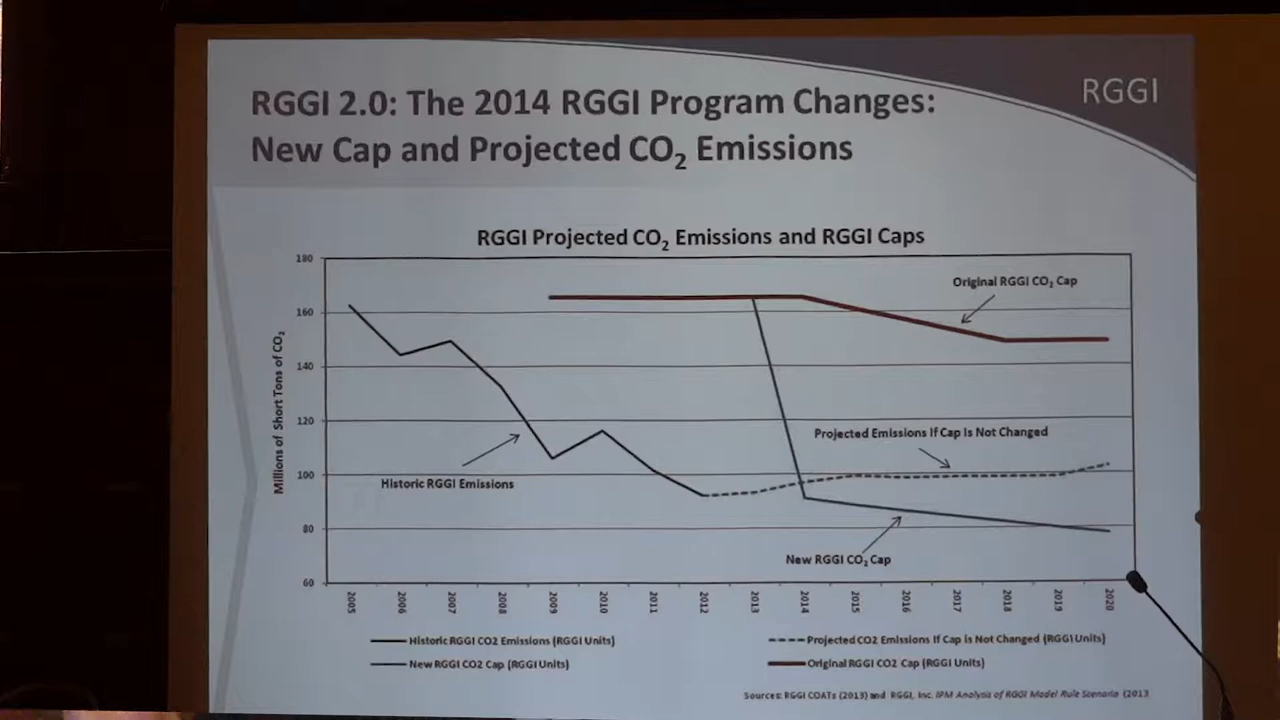 RGGI
RGGI 2.0: The 2014 RGGI Program Changes:
New Cap and Projected CO2 Emissions
RGGI Projected CO2 Emissions and RGGI Caps
Millions of Short Tons of CO2
180
160
140
120
100
80
60
Original RGGI CO2 Cap
Projected Emissions If Cap Is Not Changed
Historic RGGI Emissions
New RGGI CO2 Cap
2005 2006 2007 2008 2009 2010 2011 2012 2013 2014 2015 2016 2017 2018 2019 2020
Historic RGGI CO2 Emissions (RGGI Units)
Projected CO2 Emissions If Cap is Not Changed (RGGI Units)
New RGGI CO2 Cap (RGGI Units)
Original RGGI CO2 Cap (RGGI Units)
Sources: RGGI COATs (2013) and RGGI, Inc. IPM Analysis of RGGI Model Rule Scenario (2013